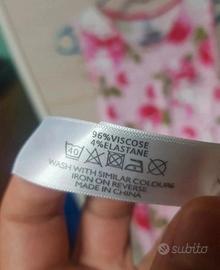 96%VISCOSE
4%ELASTANE
40
WASH WITH SIMILAR COLOURS
IRON ON REVERSE
MADE IN CHINA
subito